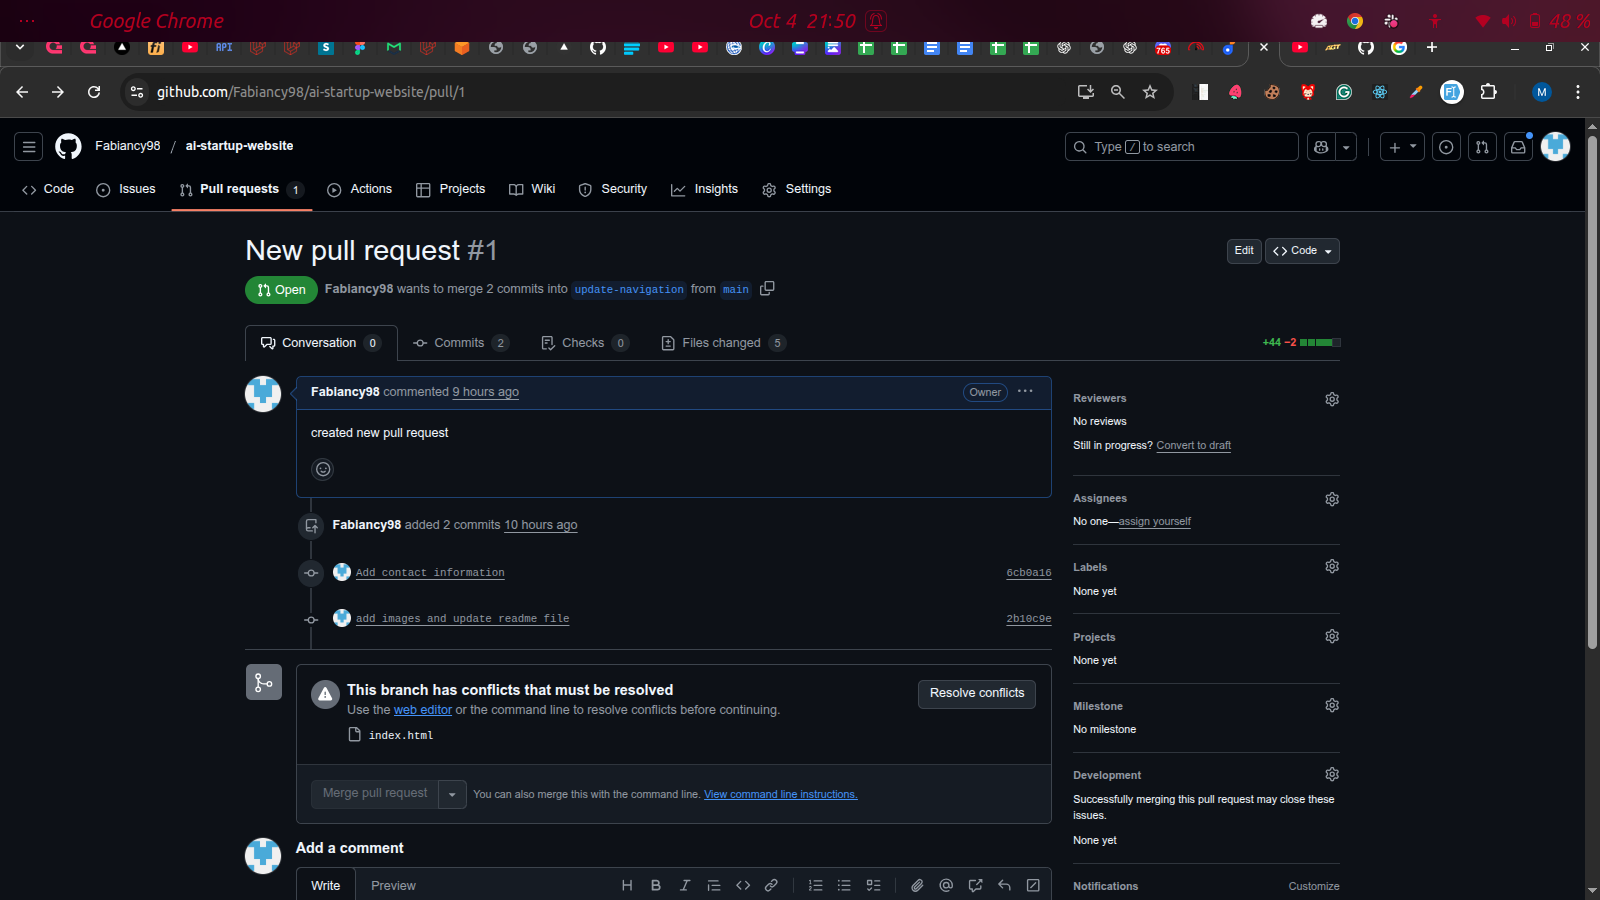 Google Chrome
Oct 4 21:50
48 %
API
S
765
github.com/Fabiancy98/ai-startup-website/pull/1
M
Fabiancy98 / ai-startup-website
Type / to search
Code
Issues
Pull requests 1
Actions
Projects
Wiki
Security
Insights
Settings
New pull request #1
Edit
Code
Open
Fabiancy98 wants to merge 2 commits into update-navigation from main
Conversation 0
Commits 2
Checks 0
Files changed 5
+44 −2
Fabiancy98 commented 9 hours ago
Owner
created new pull request
Fabiancy98 added 2 commits 10 hours ago
Add contact information
6cb0a16
add images and update readme file
2b10c9e
This branch has conflicts that must be resolved
Use the web editor or the command line to resolve conflicts before continuing.
index.html
Resolve conflicts
Merge pull request
You can also merge this with the command line. View command line instructions.
Add a comment
Write
Preview
Reviewers
No reviews
Still in progress? Convert to draft
Assignees
No one—assign yourself
Labels
None yet
Projects
None yet
Milestone
No milestone
Development
Successfully merging this pull request may close these
issues.
None yet
Notifications
Customize